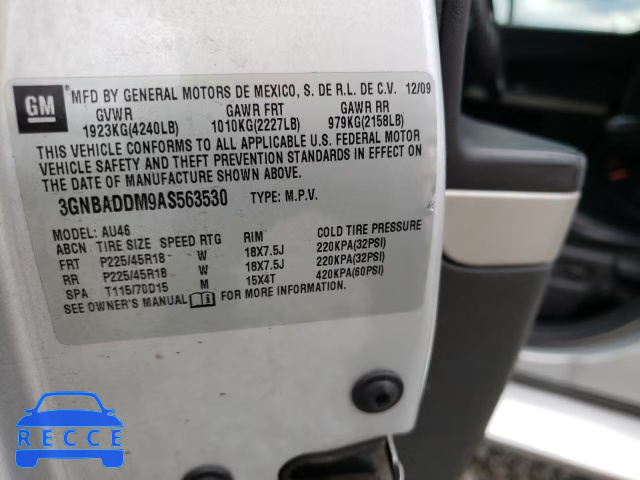 GM
MFD BY GENERAL MOTORS DE MEXICO, S. DE R.L. DE C.V. 12/09
GVWR GAWR FRT GAWR RR
1923KG(4240LB) 1010KG(2227LB) 979KG(2158LB)
THIS VEHICLE CONFORMS TO ALL APPLICABLE U.S. FEDERAL MOTOR
VEHICLE SAFETY AND THEFT PREVENTION STANDARDS IN EFFECT ON
THE DATE OF MANUFACTURE SHOWN ABOVE.
3GNBADDM9AS563530 TYPE: M.P.V.
MODEL: AU46
ABCN TIRE SIZE SPEED RTG RIM COLD TIRE PRESSURE
FRT P225/45R18 W 18X7.5J 220KPA(32PSI)
RR P225/45R18 W 18X7.5J 220KPA(32PSI)
SPA T115/70D15 M 15X4T 420KPA(60PSI)
SEE OWNER'S MANUAL FOR MORE INFORMATION.
RECCE